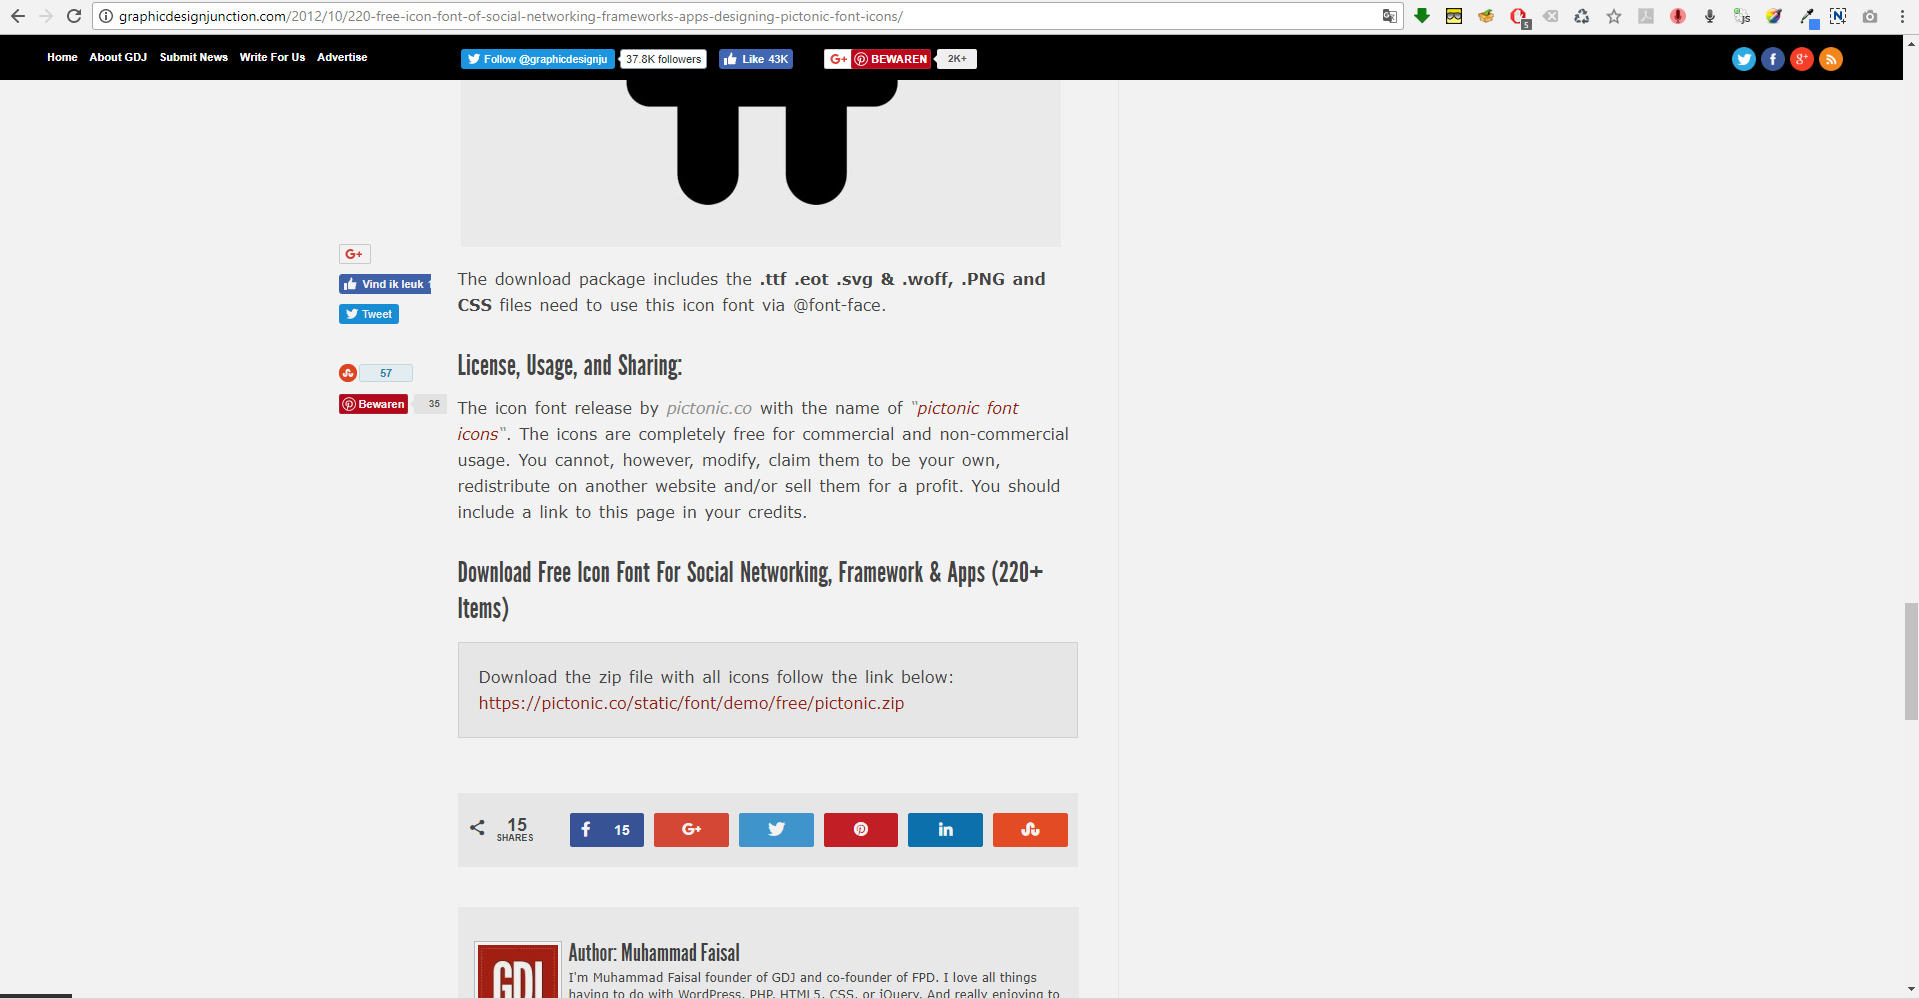 graphicdesignjunction.com/2012/10/220-free-icon-font-of-social-networking-frameworks-apps-designing-pictonic-font-icons/
5
Home About GDJ Submit News Write For Us Advertise
Follow @graphicdesignju 37.8K followers Like 43K G+ BEWAREN 2K+
G+
Vind ik leuk
Tweet
57
Bewaren 35
The download package includes the .ttf .eot .svg & .woff, .PNG and
CSS files need to use this icon font via @font-face.
License, Usage, and Sharing:
The icon font release by pictonic.co with the name of “pictonic font
icons“. The icons are completely free for commercial and non-commercial
usage. You cannot, however, modify, claim them to be your own,
redistribute on another website and/or sell them for a profit. You should
include a link to this page in your credits.
Download Free Icon Font For Social Networking, Framework & Apps (220+
Items)
Download the zip file with all icons follow the link below:
https://pictonic.co/static/font/demo/free/pictonic.zip
15
SHARES
15 G+ in
GDJ
Author: Muhammad Faisal
I'm Muhammad Faisal founder of GDJ and co-founder of FPD. I love all things
having to do with WordPress, PHP, HTML5, CSS, or jQuery. And really enjoying to